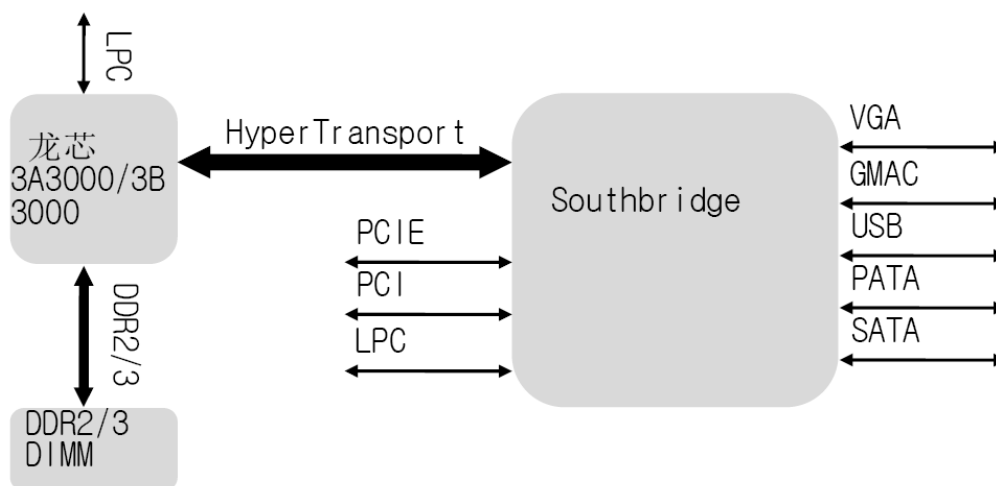 LPC
龙芯
3A3000/3B
3000
HyperTransport
DDR2/3
DDR2/3
DIMM
Southbridge
PCIE
PCI
LPC
VGA
GMAC
USB
PATA
SATA